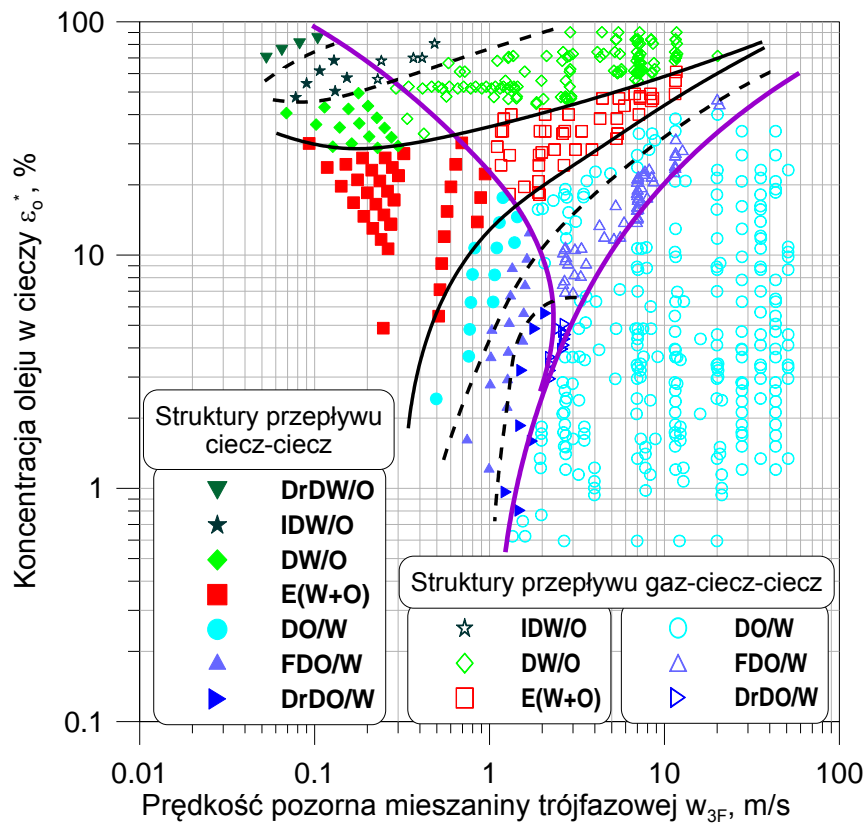 100
10
1
0.1
Koncentracja oleju w cieczy εo*, %
Struktury przepływu
ciecz-ciecz
DrDW/O
IDW/O
DW/O
E(W+O)
DO/W
FDO/W
DrDO/W
Struktury przepływu gaz-ciecz-ciecz
IDW/O
DW/O
E(W+O)
DO/W
FDO/W
DrDO/W
0.01 0.1 1 10 100
Prędkość pozorna mieszaniny trójfazowej w3F, m/s